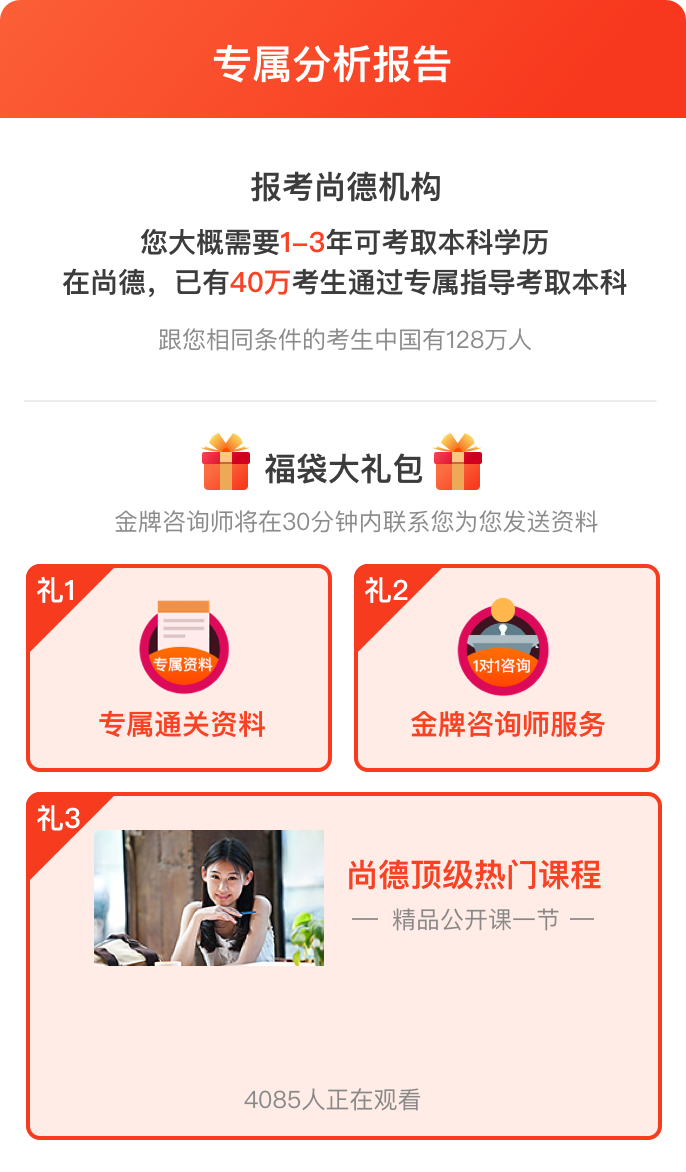 专属分析报告
报考尚德机构
您大概需要1-3年可考取本科学历
在尚德，已有40万考生通过专属指导考取本科
跟您相同条件的考生中国有128万人
福袋大礼包
金牌咨询师将在30分钟内联系您为您发送资料
礼1
专属资料
专属通关资料
礼2
1对1咨询
金牌咨询师服务
礼3
尚德顶级热门课程
— 精品公开课一节 —
4085人正在观看